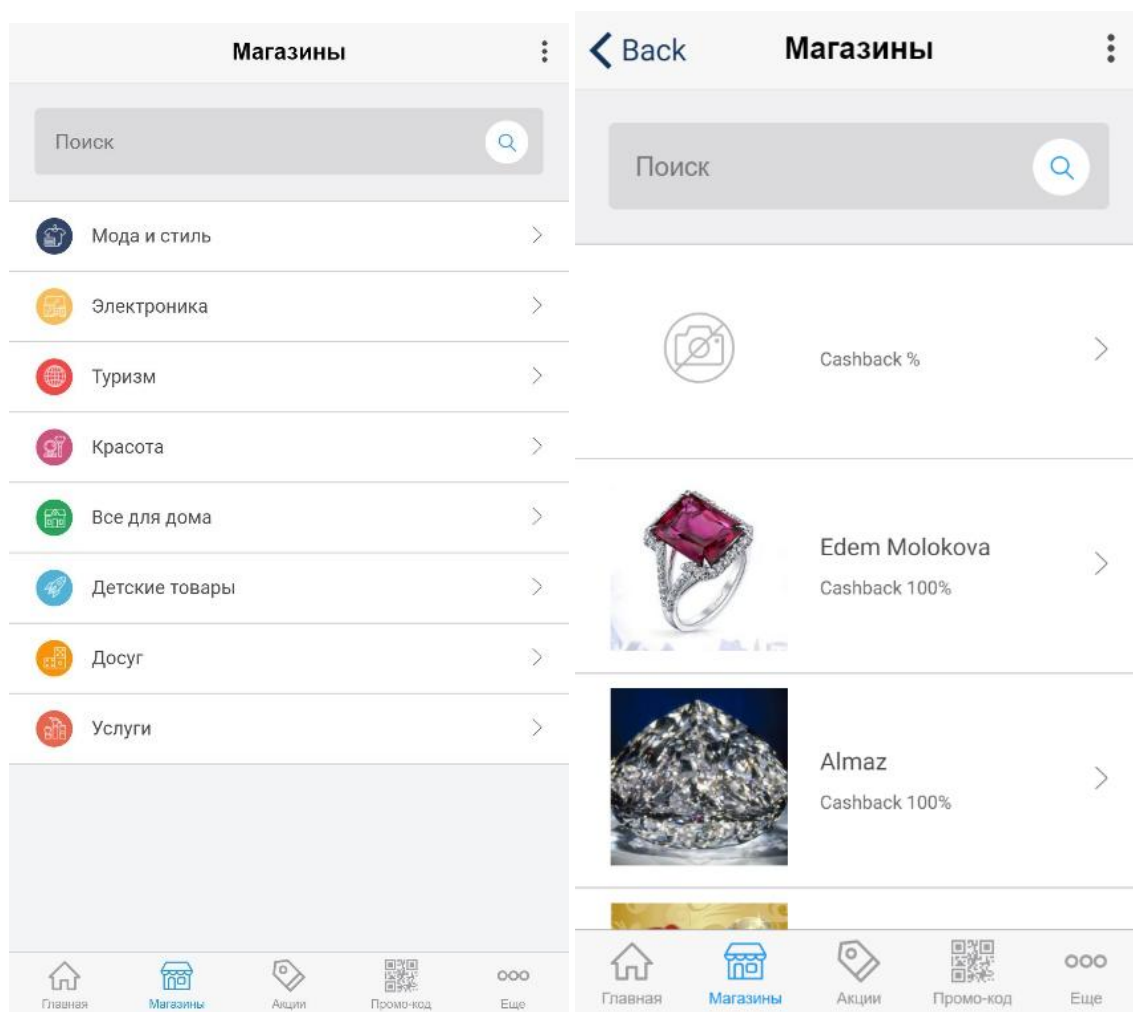 Магазины
Поиск
Мода и стиль
Электроника
Туризм
Красота
Все для дома
Детские товары
Досуг
Услуги
Главная
Магазины
Акции
Промо-код
Еще
Back
Магазины
Поиск
Cashback %
Edem Molokova
Cashback 100%
Almaz
Cashback 100%
Главная
Магазины
Акции
Промо-код
Еще